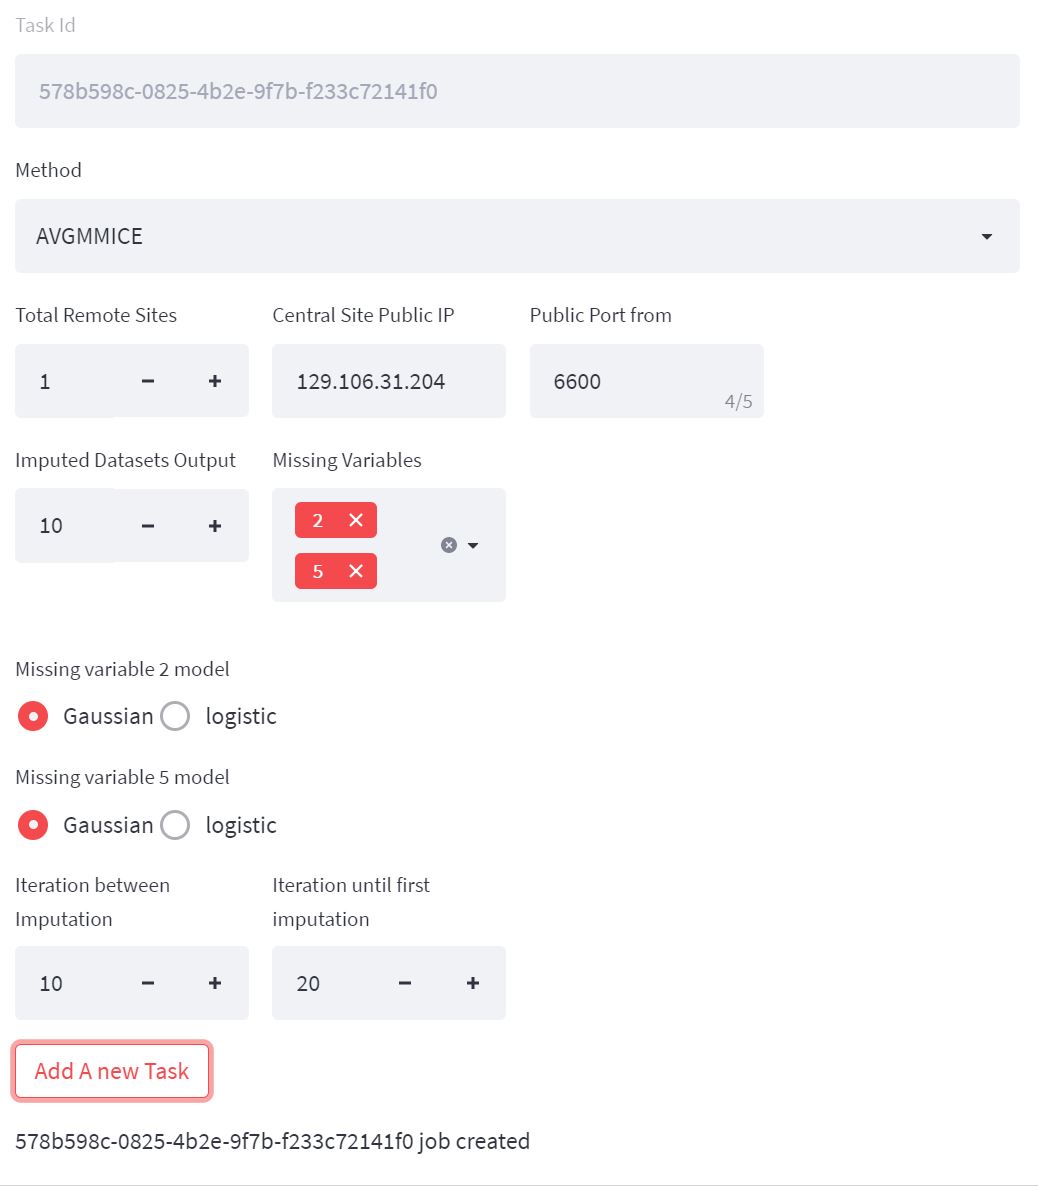 Task Id
578b598c-0825-4b2e-9f7b-f233c72141f0
Method
AVGMMICE
Total Remote Sites
Central Site Public IP
Public Port from
1
129.106.31.204
6600
4/5
Imputed Datasets Output
Missing Variables
10
2
5
Missing variable 2 model
Gaussian logistic
Missing variable 5 model
Gaussian logistic
Iteration between
Imputation
Iteration until first
imputation
10
20
Add A new Task
578b598c-0825-4b2e-9f7b-f233c72141f0 job created